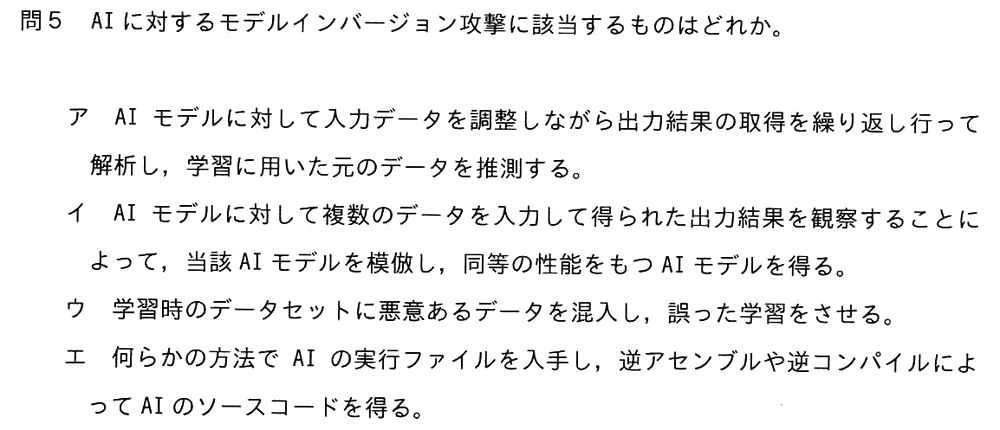 問5 AIに対するモデルインバージョン攻撃に該当するものはどれか。
ア AI モデルに対して入力データを調整しながら出力結果の取得を繰り返し行って
解析し，学習に用いた元のデータを推測する。
イ AI モデルに対して複数のデータを入力して得られた出力結果を観察することに
よって，当該 AI モデルを模倣し，同等の性能をもつ AI モデルを得る。
ウ 学習時のデータセットに悪意あるデータを混入し，誤った学習をさせる。
エ 何らかの方法で AI の実行ファイルを入手し，逆アセンブルや逆コンパイルによ
って AI のソースコードを得る。